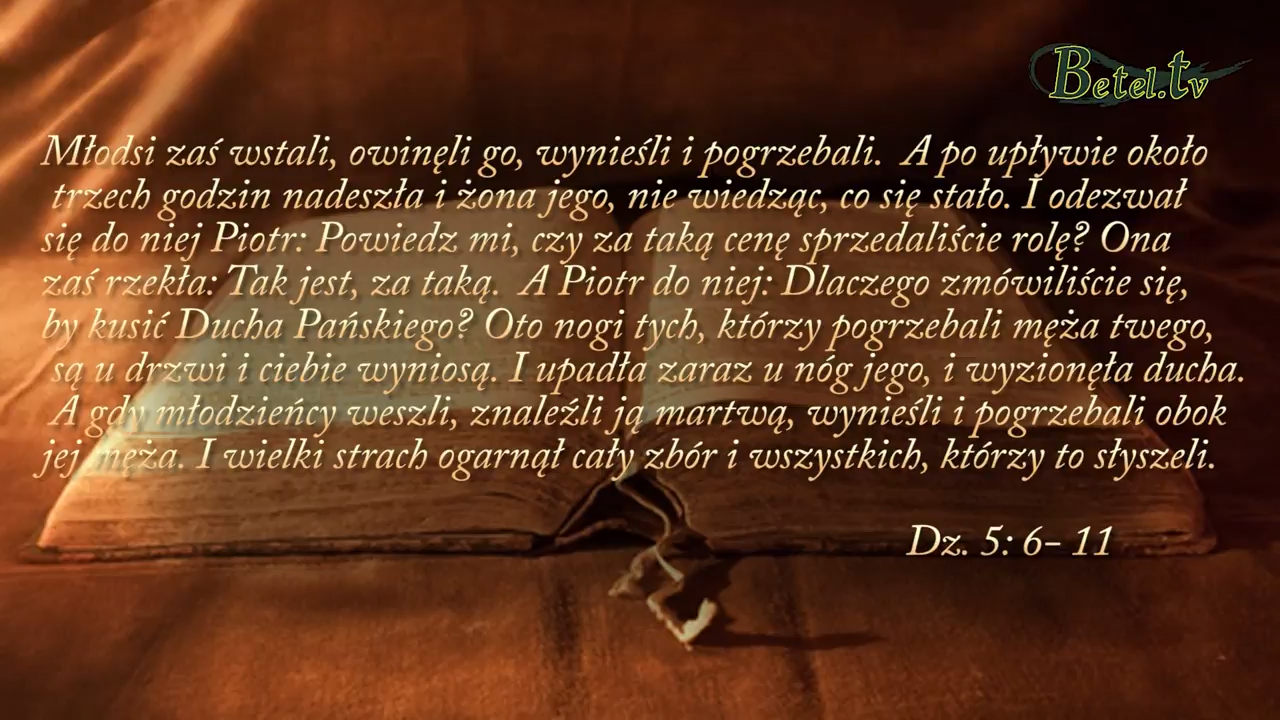 Betel.tv
Młodsi zaś wstali, owinęli go, wynieśli i pogrzebali. A po upływie około
trzech godzin nadeszła i żona jego, nie wiedząc, co się stało. I odezwał
się do niej Piotr: Powiedz mi, czy za taką cenę sprzedaliście rolę? Ona
zaś rzekła: Tak jest, za taką. A Piotr do niej: Dlaczego zmówiliście się,
by kusić Ducha Pańskiego? Oto nogi tych, którzy pogrzebali męża twego,
są u drzwi i ciebie wyniosą. I upadła zaraz u nóg jego, i wyzionęła ducha.
A gdy młodzieńcy weszli, znaleźli ją martwą, wynieśli i pogrzebali obok
jej męża. I wielki strach ogarnął cały zbór i wszystkich, którzy to słyszeli.
Dz. 5: 6– 11